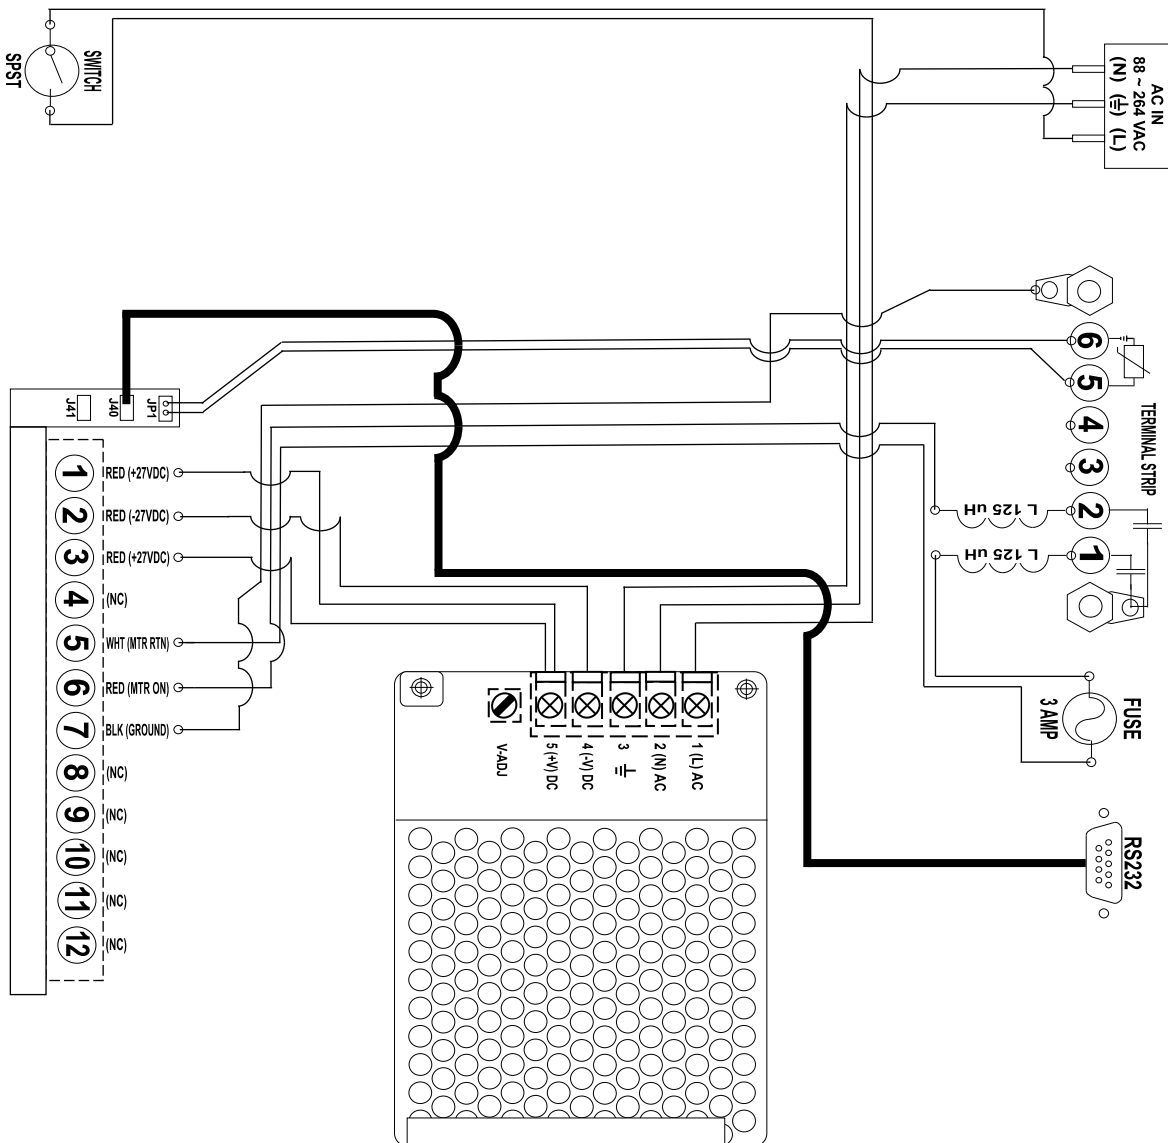 SWITCH
SPST
AC IN
88 ~ 264 VAC
(N) (L)
6
5
4
3
2
1
TERMINAL STRIP
L 125 uH
L 125 uH
J41
J40
JP1
1 RED (+27VDC)
2 RED (-27VDC)
3 RED (+27VDC)
4 (NC)
5 WHT (MTR RTN)
6 RED (MTR ON)
7 BLK (GROUND)
8 (NC)
9 (NC)
10 (NC)
11 (NC)
12 (NC)
V-ADJ
5 (+V) DC
4 (-V) DC
3
2 (N) AC
1 (L) AC
FUSE
3 AMP
RS232